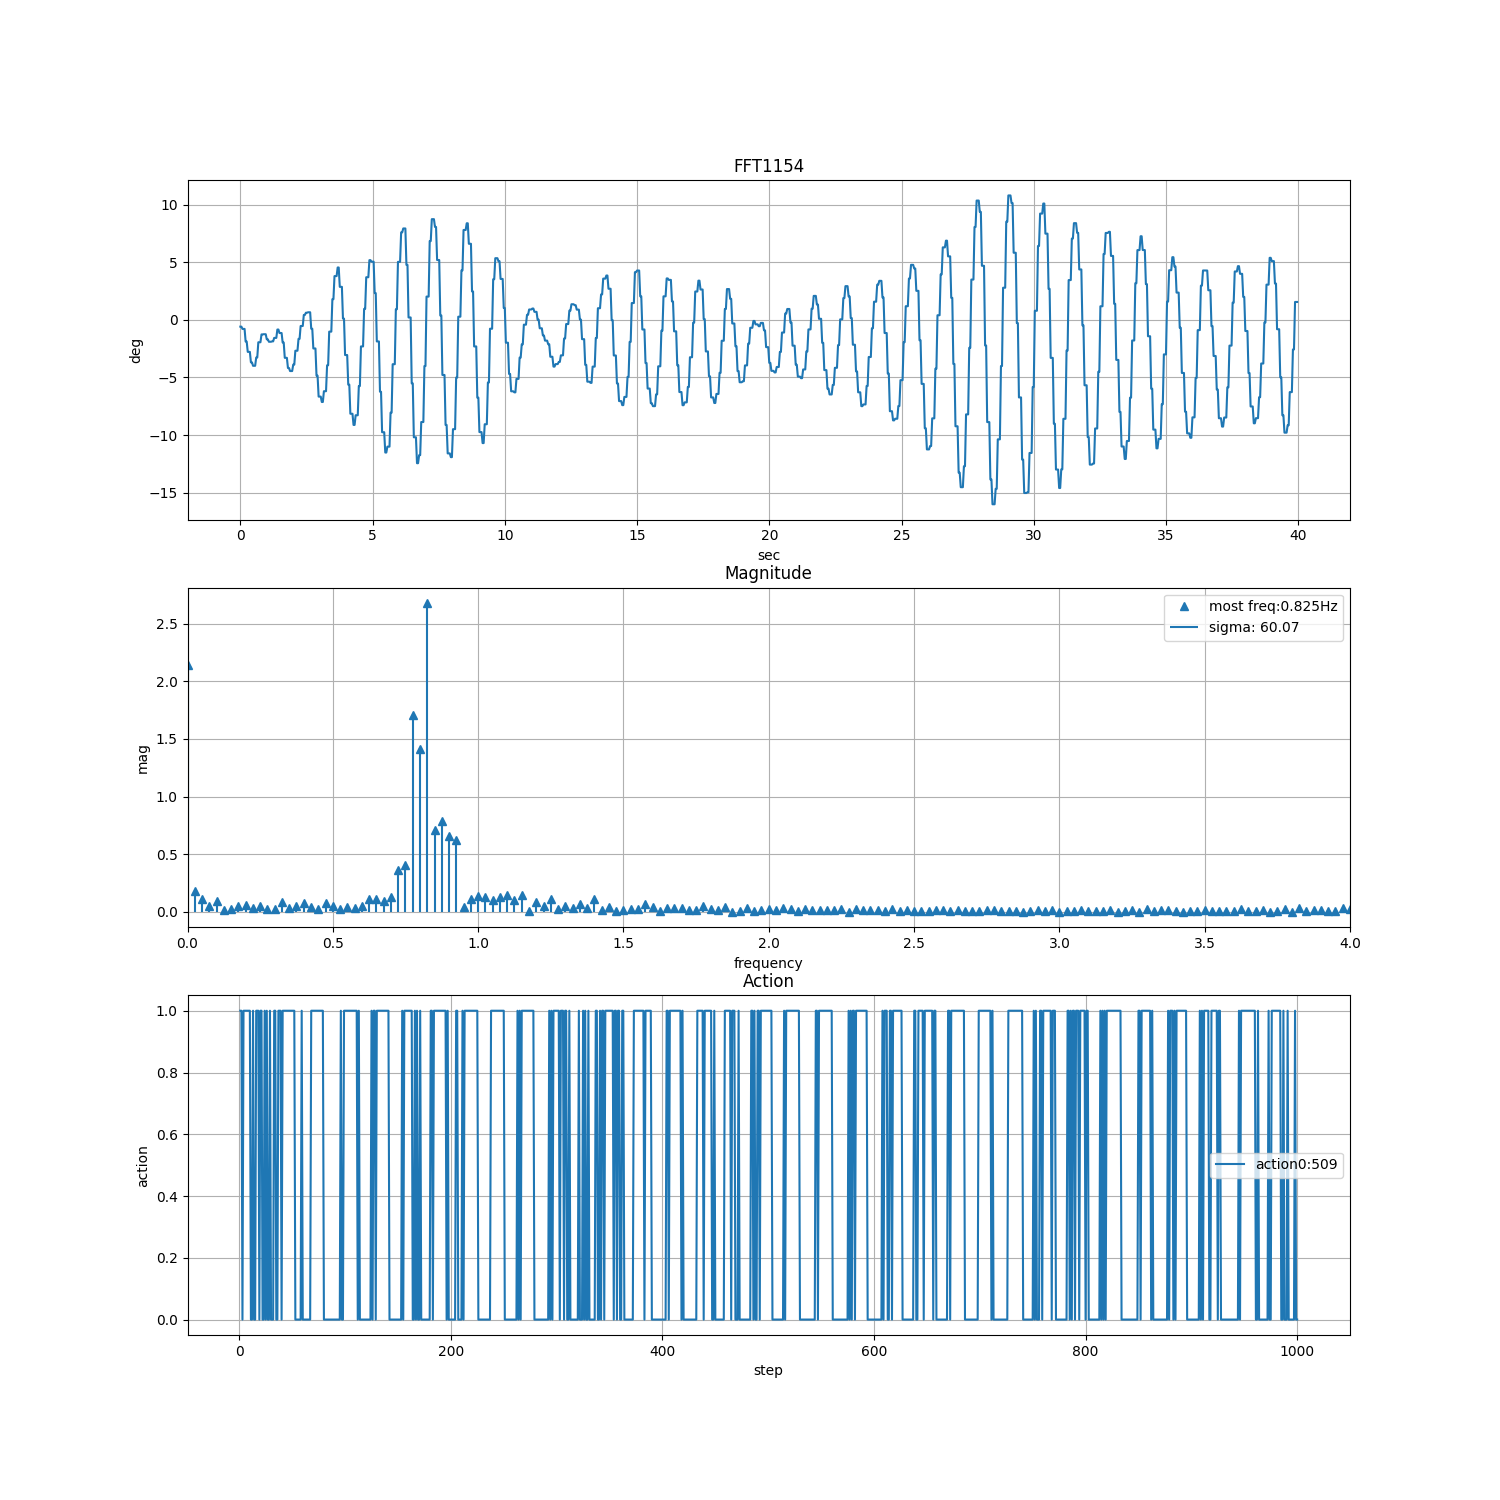 FFT1154
10
5
0
−5
−10
−15
deg
0 5 10 15 20 25 30 35 40
sec
Magnitude
most freq:0.825Hz
sigma: 60.07
2.5
2.0
1.5
1.0
0.5
0.0
mag
0.0 0.5 1.0 1.5 2.0 2.5 3.0 3.5 4.0
frequency
Action
1.0
0.8
0.6
0.4
0.2
0.0
action
action0:509
0 200 400 600 800 1000
step